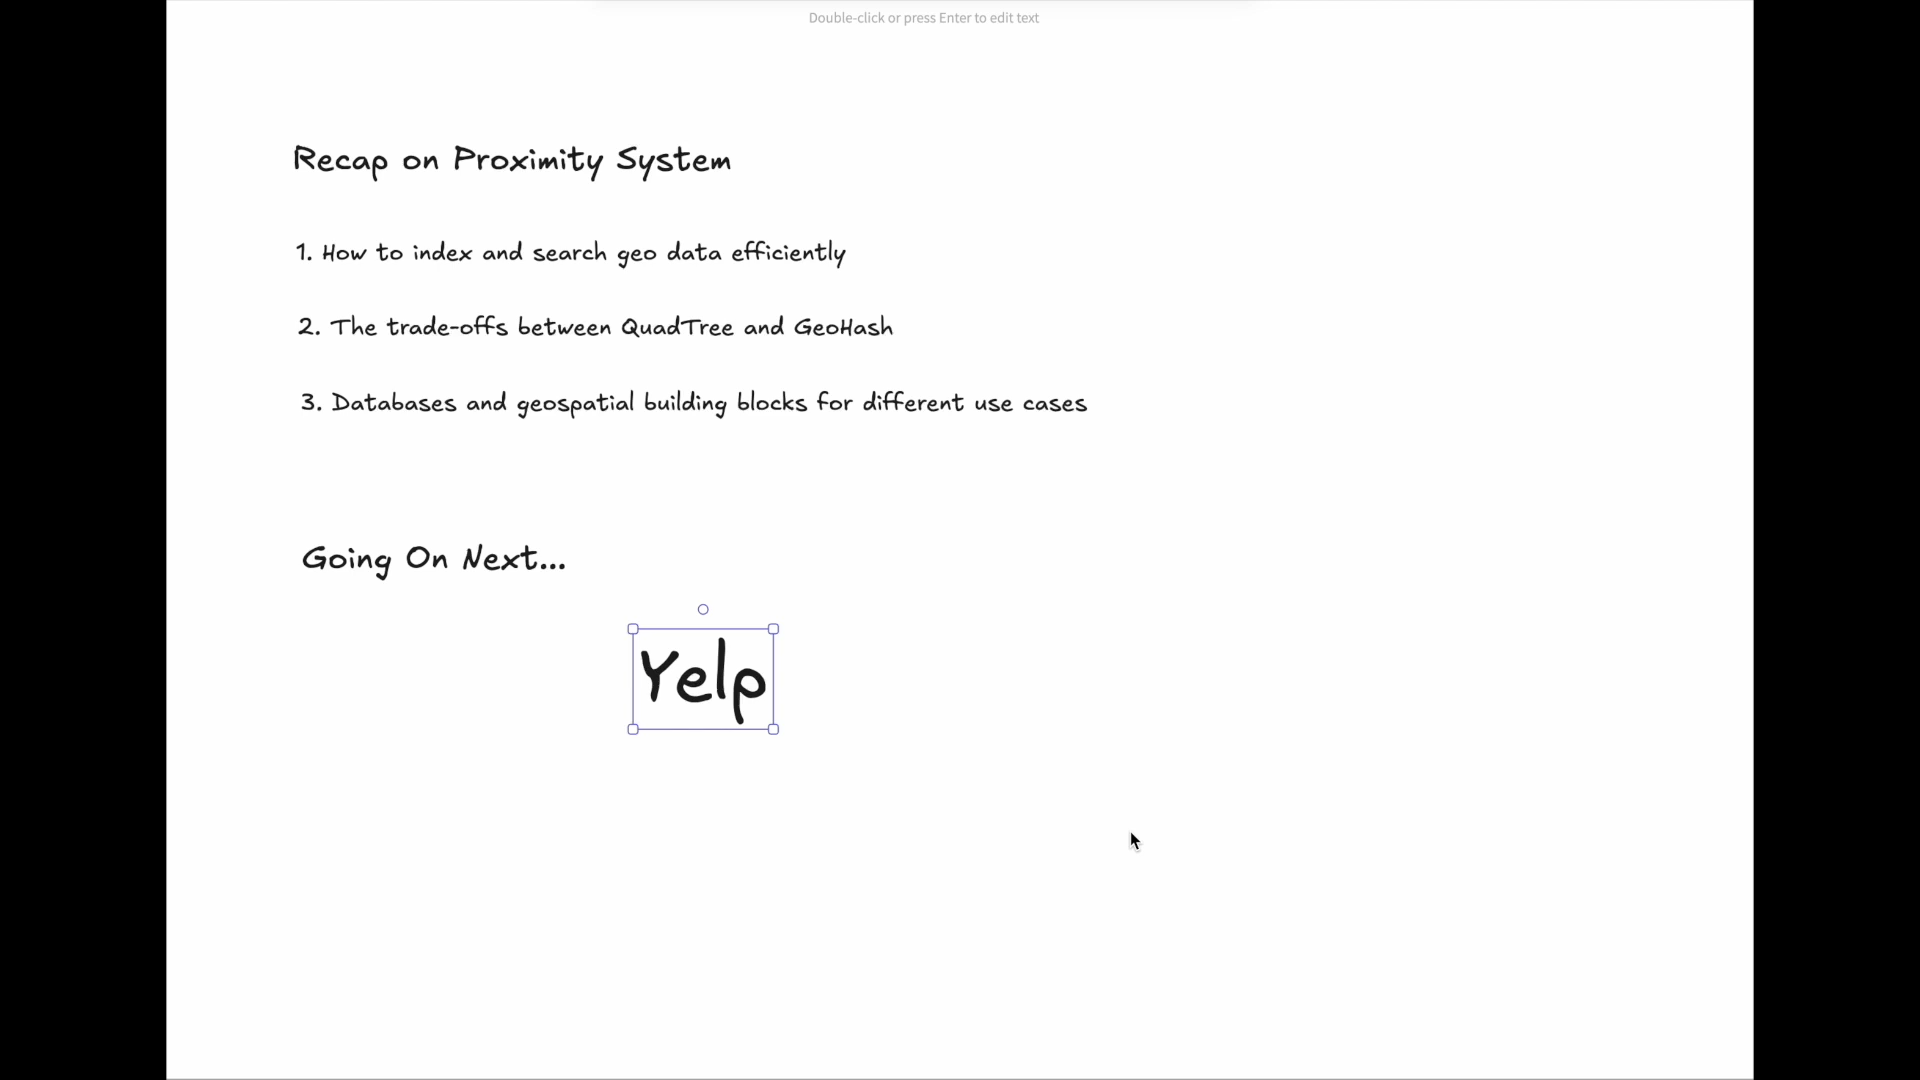 Double-click or press Enter to edit text
Recap on Proximity System
1. How to index and search geo data efficiently
2. The trade-offs between QuadTree and GeoHash
3. Databases and geospatial building blocks for different use cases
Going On Next...
Yelp